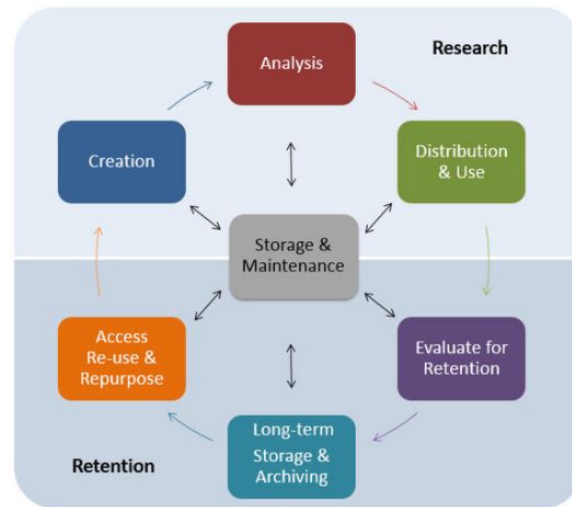 Analysis
Research
Creation
Distribution
& Use
Storage &
Maintenance
Access
Re-use &
Repurpose
Evaluate for
Retention
Long-term
Storage &
Archiving
Retention